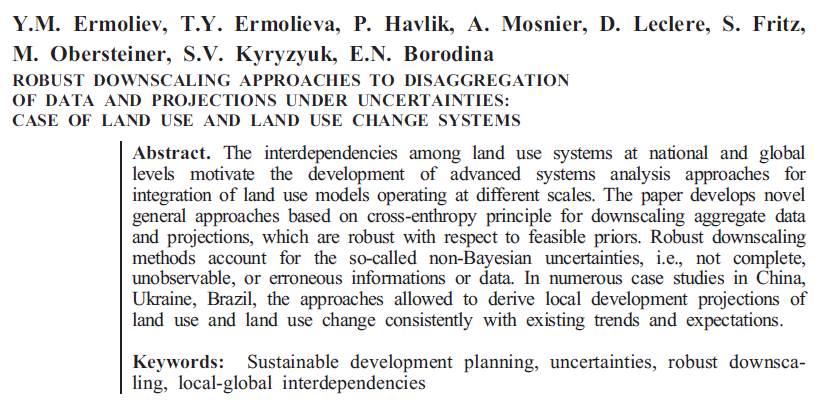 Y.M. Ermoliev, T.Y. Ermolieva, P. Havlik, A. Mosnier, D. Leclere, S. Fritz,
M. Obersteiner, S.V. Kyryzyuk, E.N. Borodina
ROBUST DOWNSCALING APPROACHES TO DISAGGREGATION
OF DATA AND PROJECTIONS UNDER UNCERTAINTIES:
CASE OF LAND USE AND LAND USE CHANGE SYSTEMS
Abstract. The interdependencies among land use systems at national and global
levels motivate the development of advanced systems analysis approaches for
integration of land use models operating at different scales. The paper develops novel
general approaches based on cross-enthropy principle for downscaling aggregate data
and projections, which are robust with respect to feasible priors. Robust downscaling
methods account for the so-called non-Bayesian uncertainties, i.e., not complete,
unobservable, or erroneous informations or data. In numerous case studies in China,
Ukraine, Brazil, the approaches allowed to derive local development projections of
land use and land use change consistently with existing trends and expectations.
Keywords: Sustainable development planning, uncertainties, robust downsca-
ling, local-global interdependencies